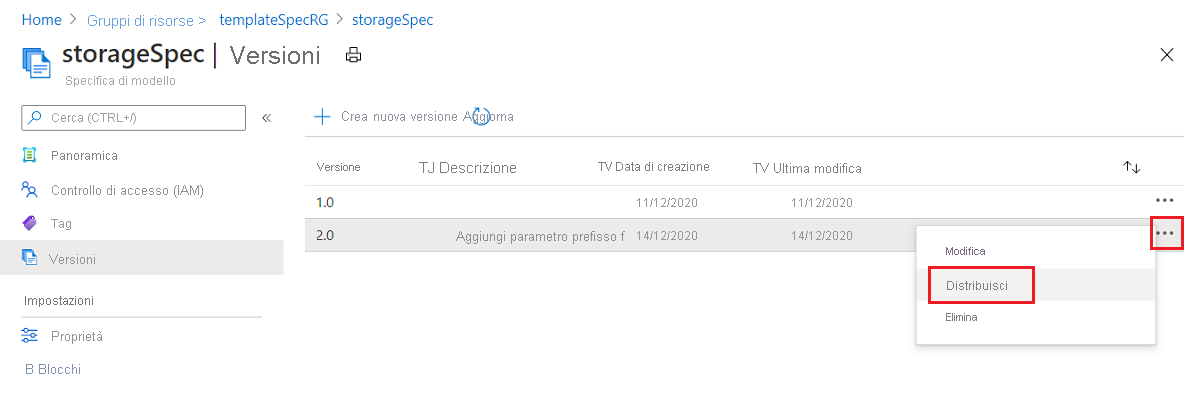 Home > Gruppi di risorse > templateSpecRG > storageSpec
storageSpec | Versioni
Specifica di modello
Cerca (CTRL+/) «
Crea nuova versione Aggiorna
Panoramica
Controllo di accesso (IAM)
Tag
Versioni
Impostazioni
Proprietà
B Blocchi
Versione TJ Descrizione TV Data di creazione TV Ultima modifica
1.0 11/12/2020 11/12/2020 •••
2.0 Aggiungi parametro prefisso f 14/12/2020 14/12/2020 •••
Modifica
Distribuisci
Elimina